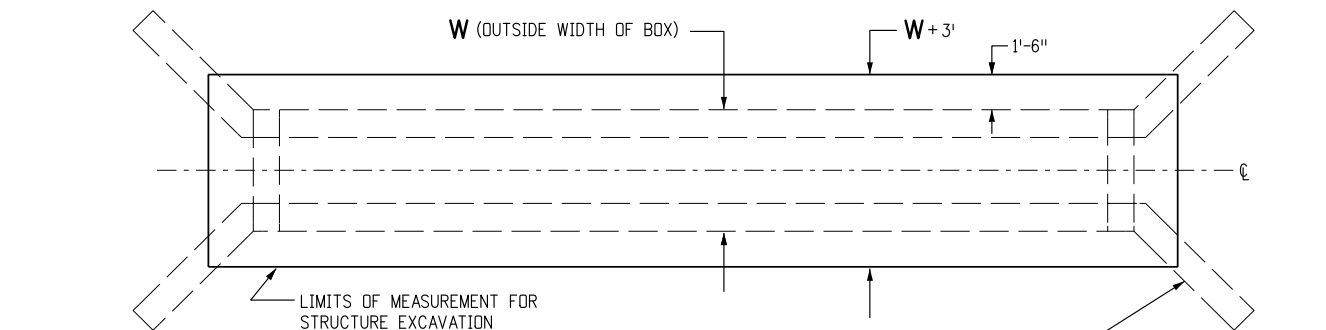 W (OUTSIDE WIDTH OF BOX)
W + 3'
1'-6"
℄
LIMITS OF MEASUREMENT FOR
STRUCTURE EXCAVATION